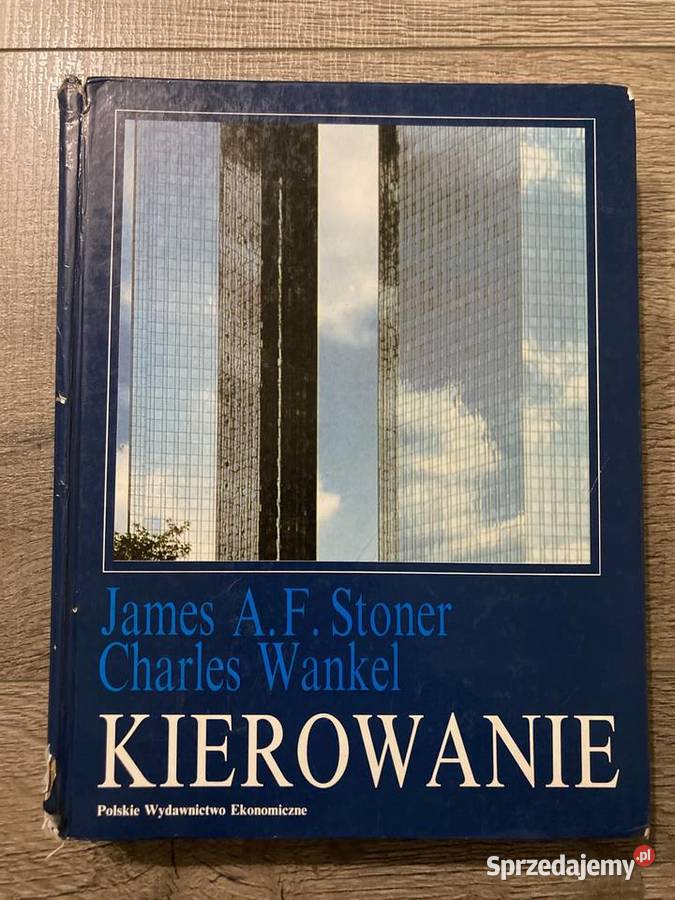 James A.F. Stoner
Charles Wankel
KIEROWANIE
Polskie Wydawnictwo Ekonomiczne
Sprzedajemy.pl